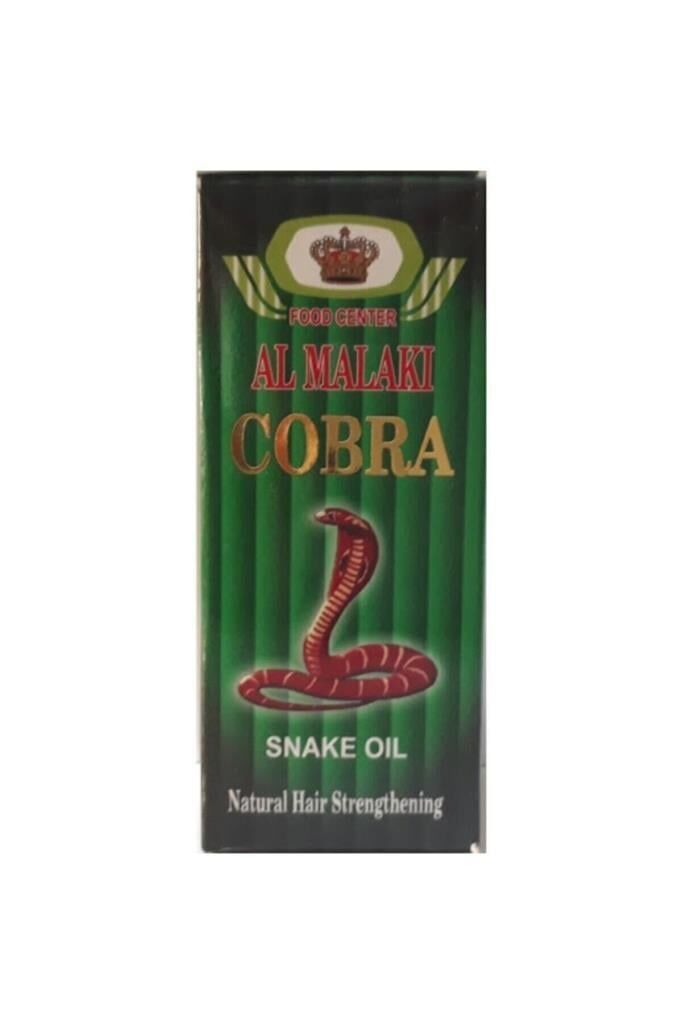 FOOD CENTER
AL MALAKI
COBRA
SNAKE OIL
Natural Hair Strengthening